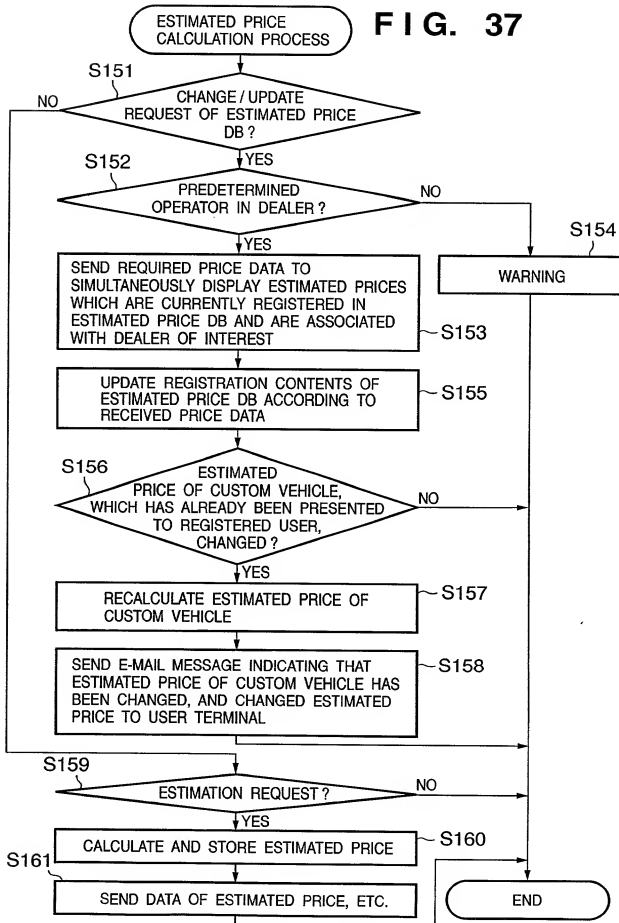 FIG. 37
ESTIMATED PRICE
CALCULATION PROCESS
S151
NO
CHANGE / UPDATE
REQUEST OF ESTIMATED PRICE
DB ?
YES
S152
PREDETERMINED
OPERATOR IN DEALER ?
NO
YES
S154
WARNING
SEND REQUIRED PRICE DATA TO
SIMULTANEOUSLY DISPLAY ESTIMATED PRICES
WHICH ARE CURRENTLY REGISTERED IN
ESTIMATED PRICE DB AND ARE ASSOCIATED
WITH DEALER OF INTEREST
S153
UPDATE REGISTRATION CONTENTS OF
ESTIMATED PRICE DB ACCORDING TO
RECEIVED PRICE DATA
S155
S156
ESTIMATED
PRICE OF CUSTOM VEHICLE,
WHICH HAS ALREADY BEEN PRESENTED
TO REGISTERED USER,
CHANGED ?
NO
YES
RECALCULATE ESTIMATED PRICE OF
CUSTOM VEHICLE
S157
SEND E-MAIL MESSAGE INDICATING THAT
ESTIMATED PRICE OF CUSTOM VEHICLE HAS
BEEN CHANGED, AND CHANGED ESTIMATED
PRICE TO USER TERMINAL
S158
S159
ESTIMATION REQUEST ?
NO
YES
CALCULATE AND STORE ESTIMATED PRICE
S160
S161
SEND DATA OF ESTIMATED PRICE, ETC.
END